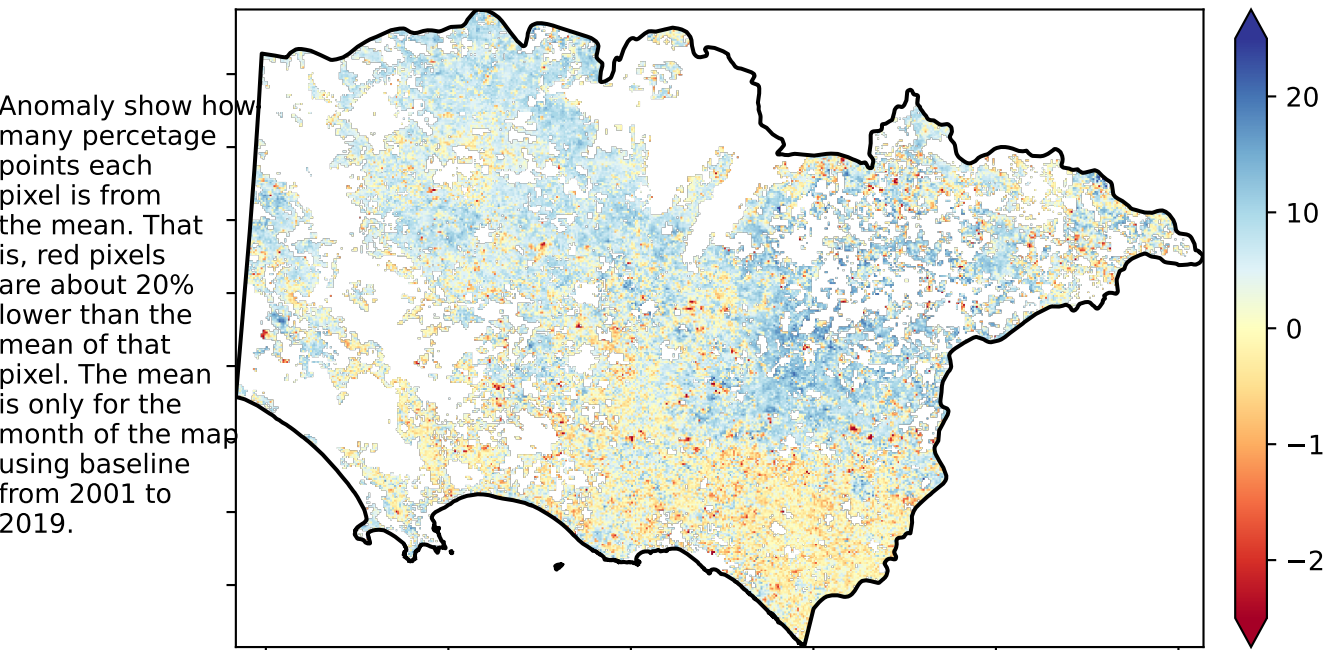 Anomaly show how
many percetage
points each
pixel is from
the mean. That
is, red pixels
are about 20%
lower than the
mean of that
pixel. The mean
is only for the
month of the map
using baseline
from 2001 to
2019.
20
10
0
−1
−2